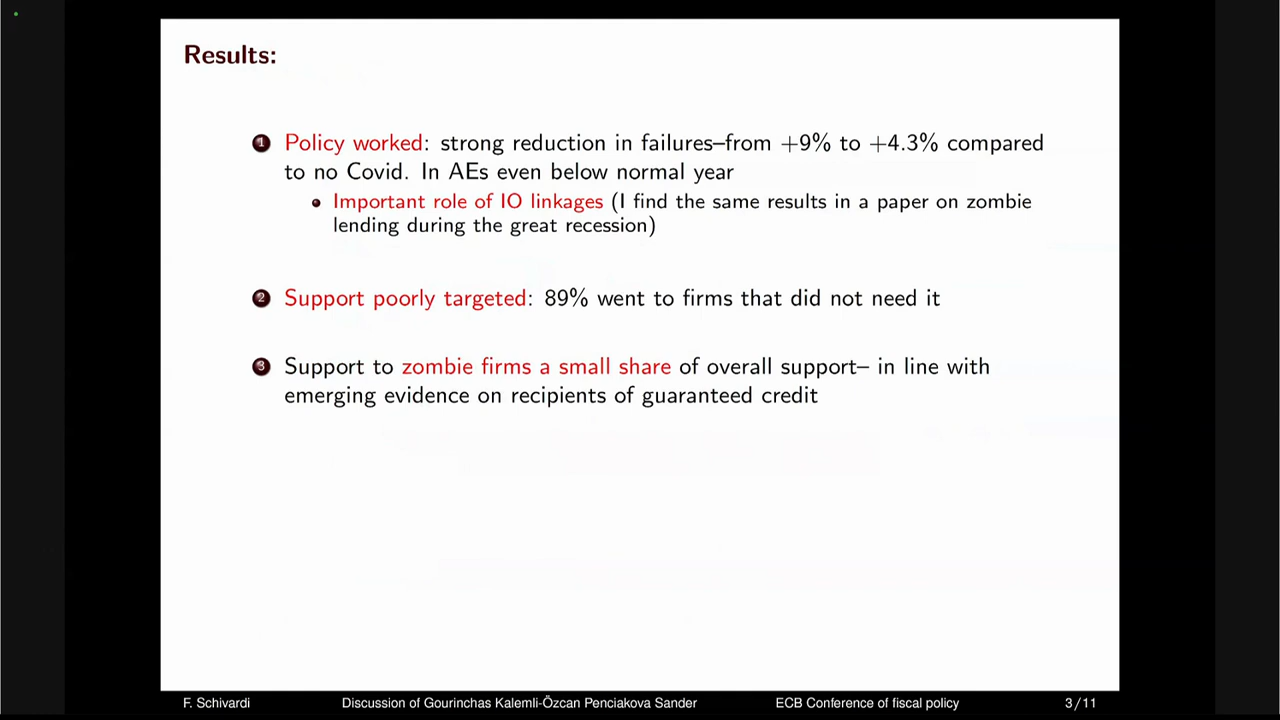 Results:
1 Policy worked: strong reduction in failures–from +9% to +4.3% compared
to no Covid. In AEs even below normal year
• Important role of IO linkages (I find the same results in a paper on zombie
lending during the great recession)
2 Support poorly targeted: 89% went to firms that did not need it
3 Support to zombie firms a small share of overall support– in line with
emerging evidence on recipients of guaranteed credit
F. Schivardi Discussion of Gourinchas Kalemli-Özcan Penciakova Sander ECB Conference of fiscal policy 3 / 11